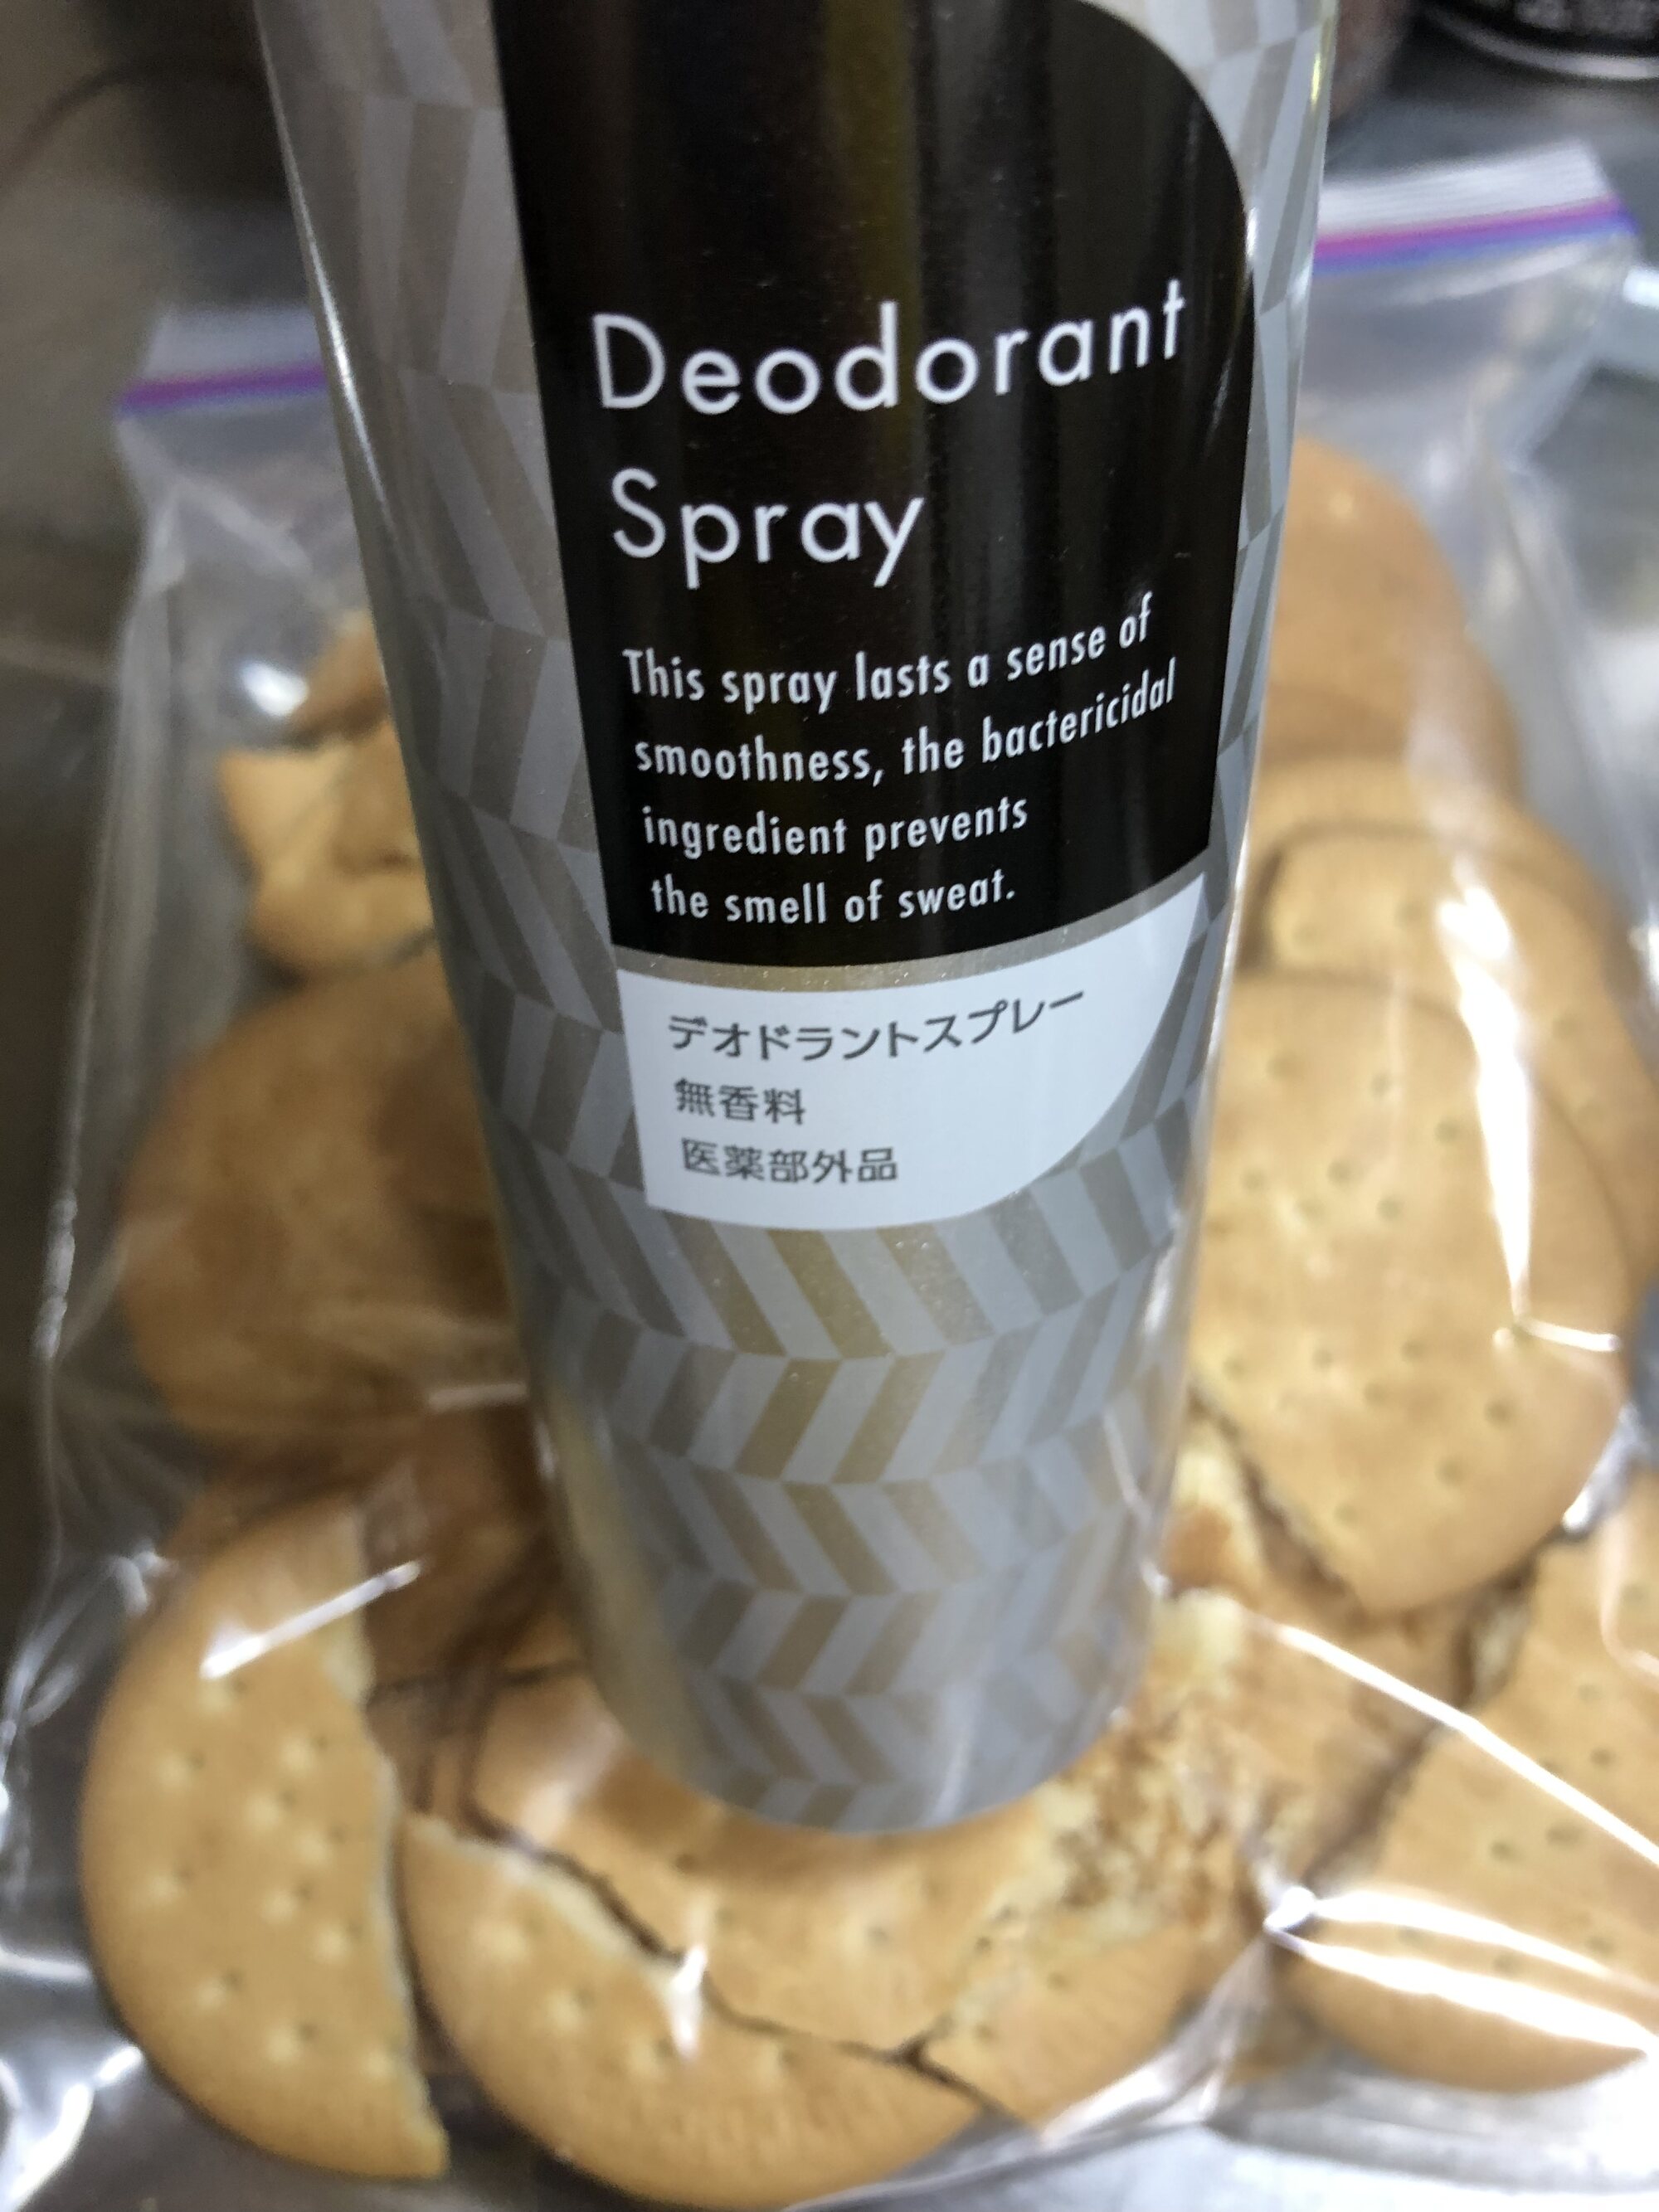 Deodorant
Spray
This spray lasts a sense of
smoothness, the bactericidal
ingredient prevents
the smell of sweat.
デオドラントスプレー
無香料
医薬部外品